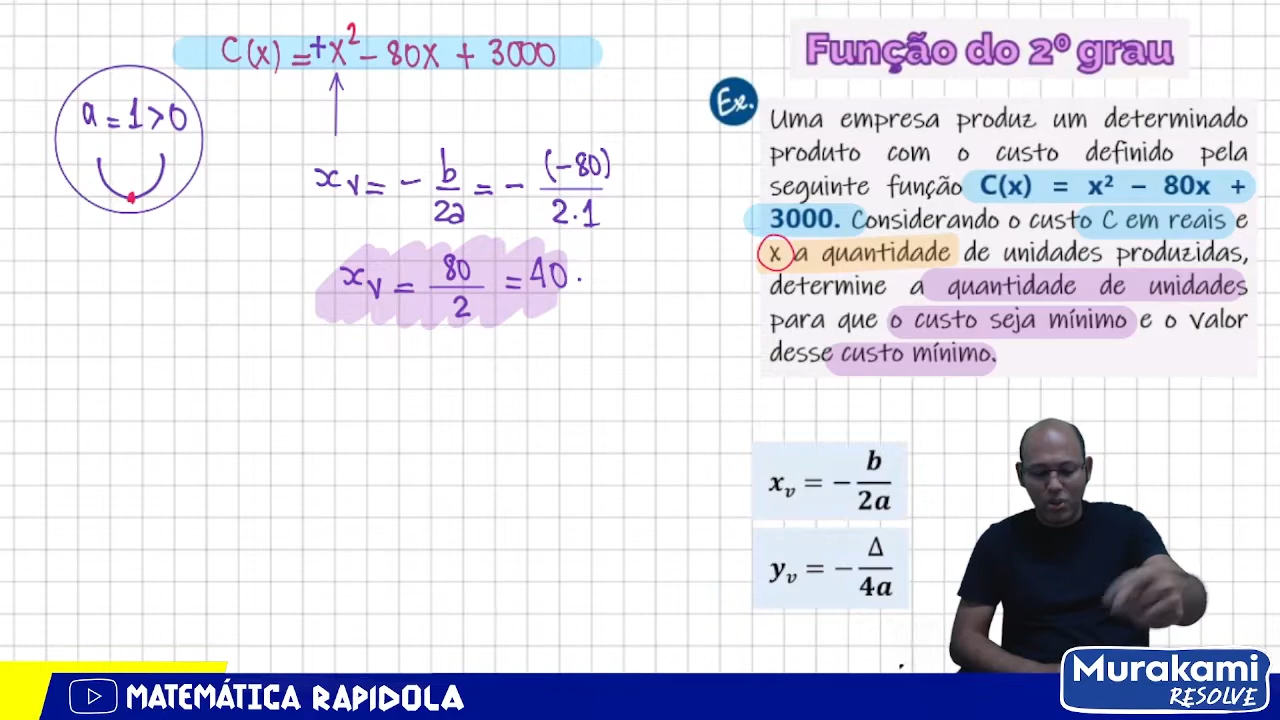 C(x) = +x² − 80x + 3000
a = 1 > 0
xv = − b/2a = − (−80)/2·1
xv = 80/2 = 40.
Função do 2º grau
Ex.
Uma empresa produz um determinado
produto com o custo definido pela
seguinte função C(x) = x² − 80x +
3000. Considerando o custo C em reais e
x a quantidade de unidades produzidas,
determine a quantidade de unidades
para que o custo seja mínimo e o valor
desse custo mínimo.
xv = − b/2a
yv = − Δ/4a
MATEMÁTICA RAPIDOLA
Murakami
RESOLVE